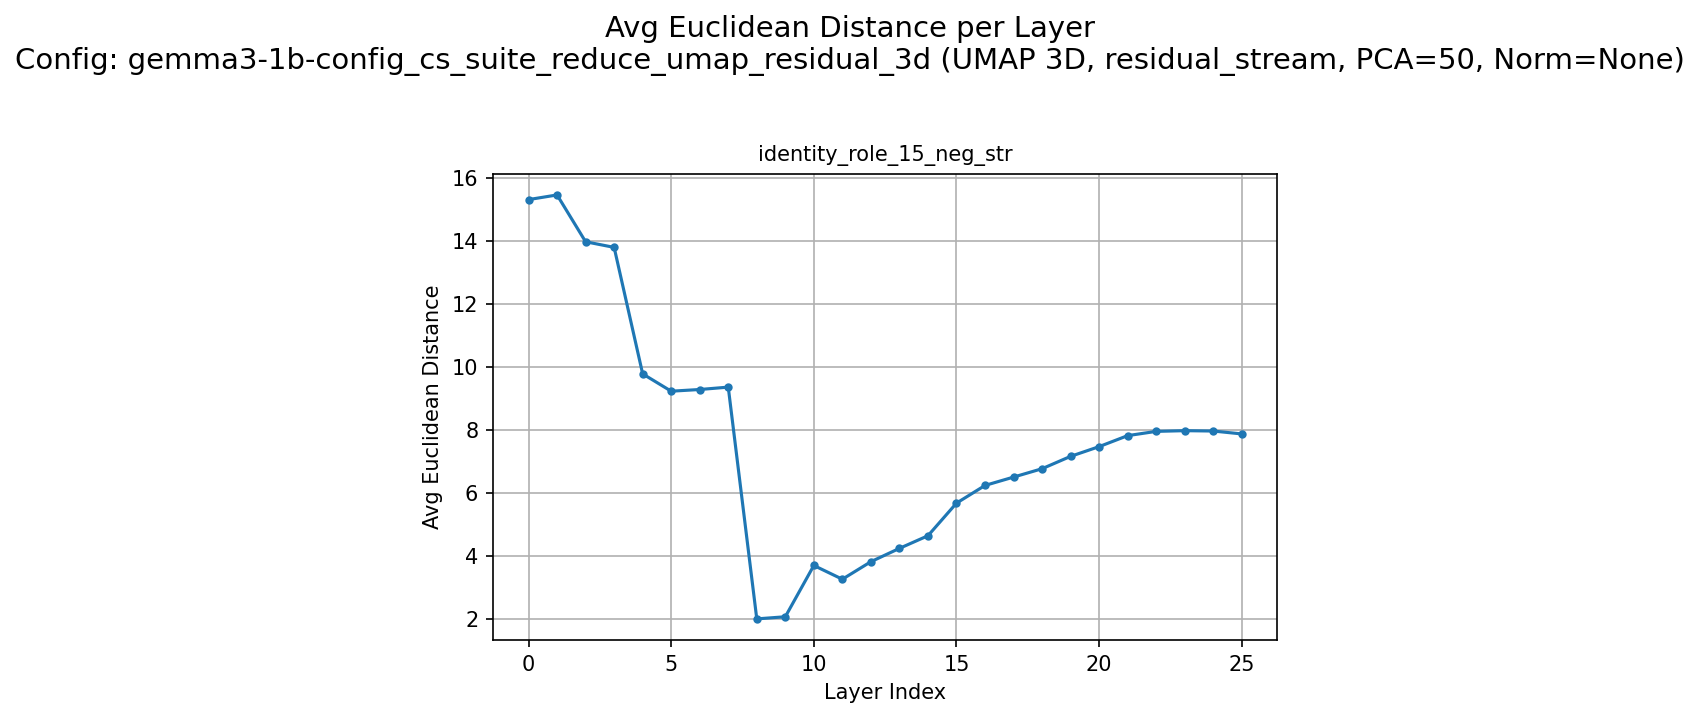 Avg Euclidean Distance per Layer
Config: gemma3-1b-config_cs_suite_reduce_umap_residual_3d (UMAP 3D, residual_stream, PCA=50, Norm=None)
identity_role_15_neg_str
16
14
12
10
8
6
4
2
Avg Euclidean Distance
0 5 10 15 20 25
Layer Index